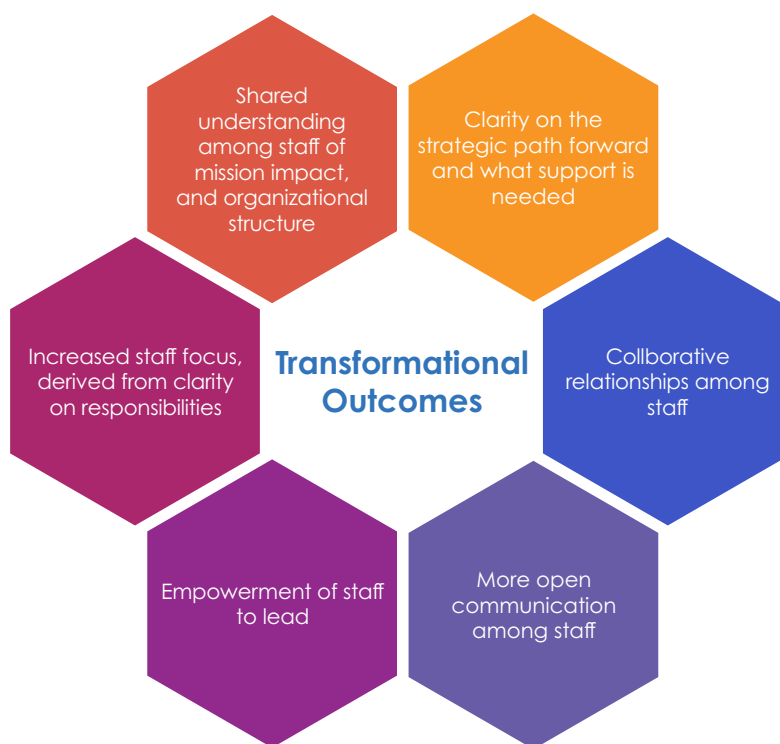 Shared
understanding
among staff of
mission impact,
and organizational
structure
Clarity on the
strategic path forward
and what support is
needed
Increased staff focus,
derived from clarity
on responsibilities
Transformational
Outcomes
Collborative
relationships among
staff
Empowerment of staff
to lead
More open
communication
among staff